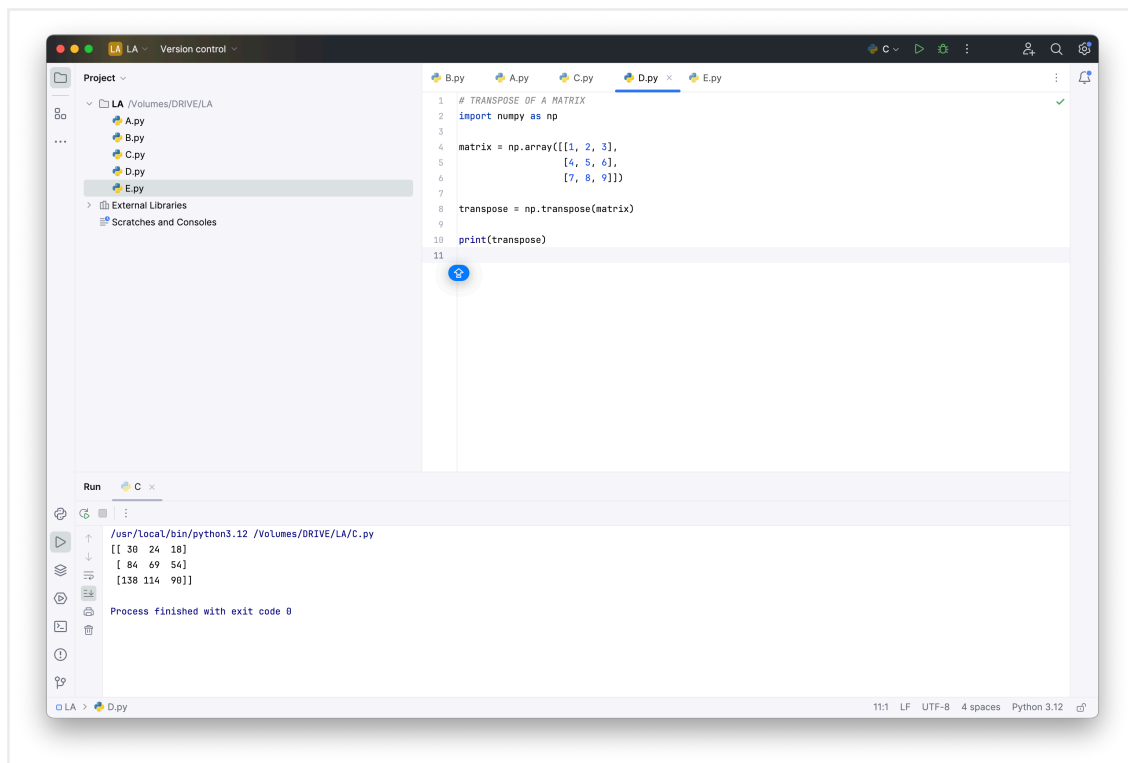 LA LA Version control C
Project
B.py A.py C.py D.py E.py
LA /Volumes/DRIVE/LA
A.py
B.py
C.py
D.py
E.py
External Libraries
Scratches and Consoles
1 # TRANSPOSE OF A MATRIX
2 import numpy as np
3
4 matrix = np.array([[1, 2, 3],
5 [4, 5, 6],
6 [7, 8, 9]])
7
8 transpose = np.transpose(matrix)
9
10 print(transpose)
11
Run C
/usr/local/bin/python3.12 /Volumes/DRIVE/LA/C.py
[[ 30 24 18]
[ 84 69 54]
[138 114 90]]
Process finished with exit code 0
LA > D.py 11:1 LF UTF-8 4 spaces Python 3.12